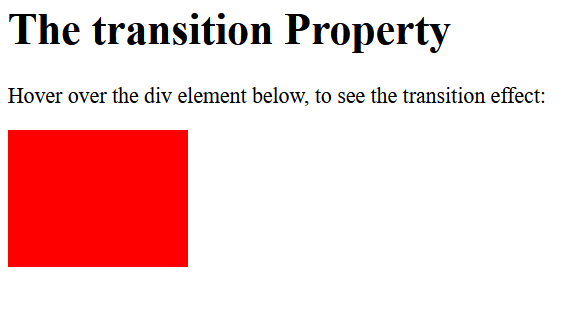 The transition Property
Hover over the div element below, to see the transition effect: